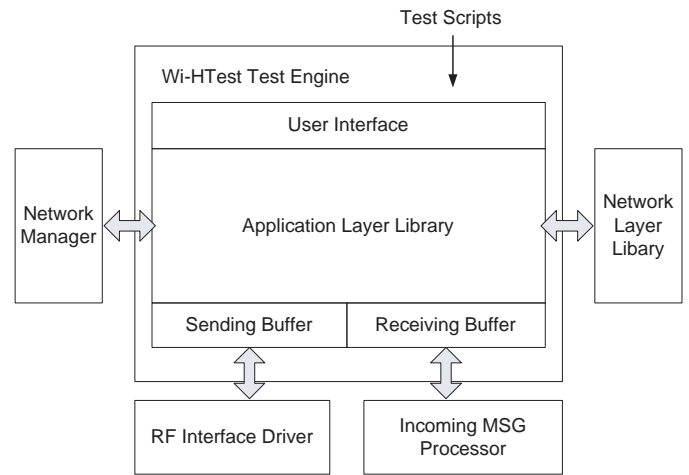 Test Scripts
Wi-HTest Test Engine
User Interface
Network
Manager
Application Layer Library
Network
Layer
Libary
Sending Buffer
Receiving Buffer
RF Interface Driver
Incoming MSG
Processor